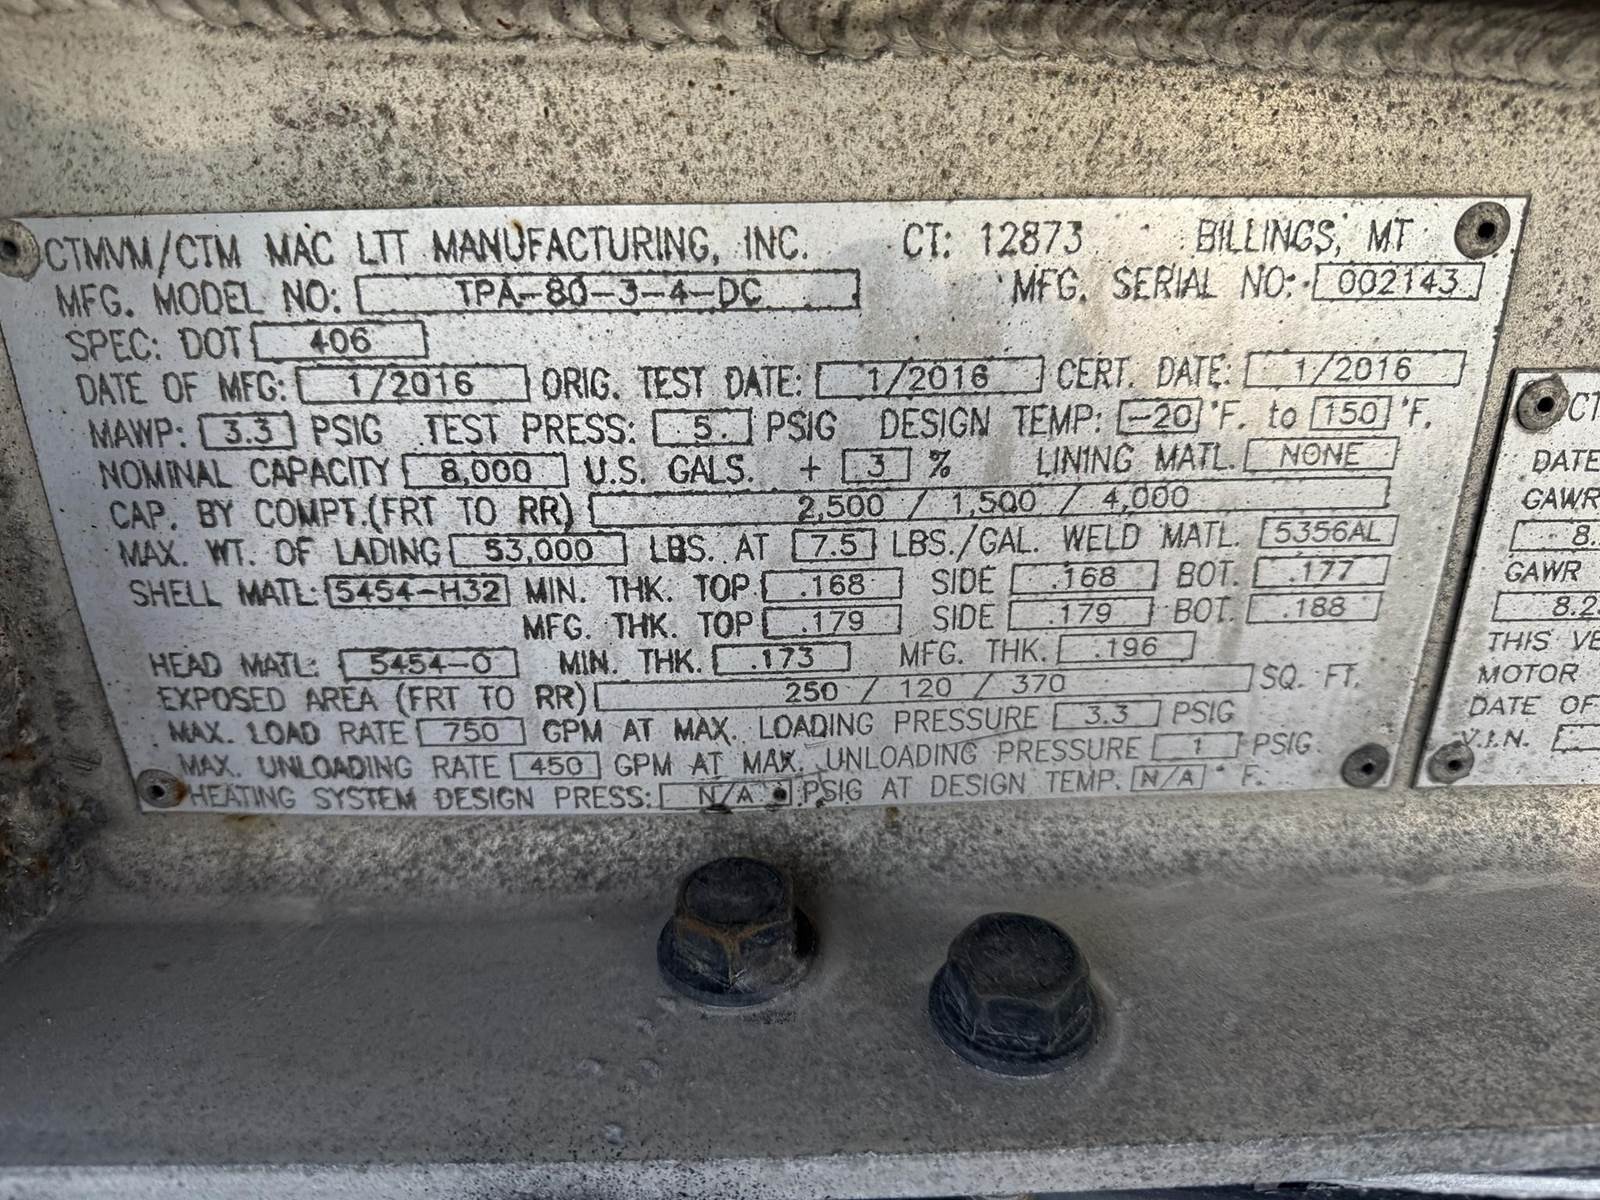 CTMVM/CTM MAC LTT MANUFACTURING, INC. CT: 12873 BILLINGS, MT
MFG. MODEL NO: TPA-80-3-4-DC MFG. SERIAL NO: 002143
SPEC: DOT 406
DATE OF MFG: 1/2016 ORIG. TEST DATE: 1/2016 CERT. DATE: 1/2016
MAWP: 3.3 PSIG TEST PRESS: 5 PSIG DESIGN TEMP: -20 °F. to 150 °F.
NOMINAL CAPACITY 8,000 U.S. GALS. + 3 % LINING MATL. NONE
CAP. BY COMPT.(FRT TO RR) 2,500 / 1,500 / 4,000
MAX. WT. OF LADING 53,000 LBS. AT 7.5 LBS./GAL. WELD MATL. 5356AL
SHELL MATL: 5454-H32 MIN. THK. TOP .168 SIDE .168 BOT. .177
MFG. THK. TOP .179 SIDE .179 BOT. .188
HEAD MATL: 5454-0 MIN. THK. .173 MFG. THK. .196
EXPOSED AREA (FRT TO RR) 250 / 120 / 370 SQ. FT.
MAX. LOAD RATE 750 GPM AT MAX. LOADING PRESSURE 3.3 PSIG
MAX. UNLOADING RATE 450 GPM AT MAX. UNLOADING PRESSURE 1 PSIG
HEATING SYSTEM DESIGN PRESS: N/A PSIG AT DESIGN TEMP. N/A ° F.
DATE
GAWR
8.
GAWR
8.2
THIS VE
MOTOR
DATE OF
V.I.N.